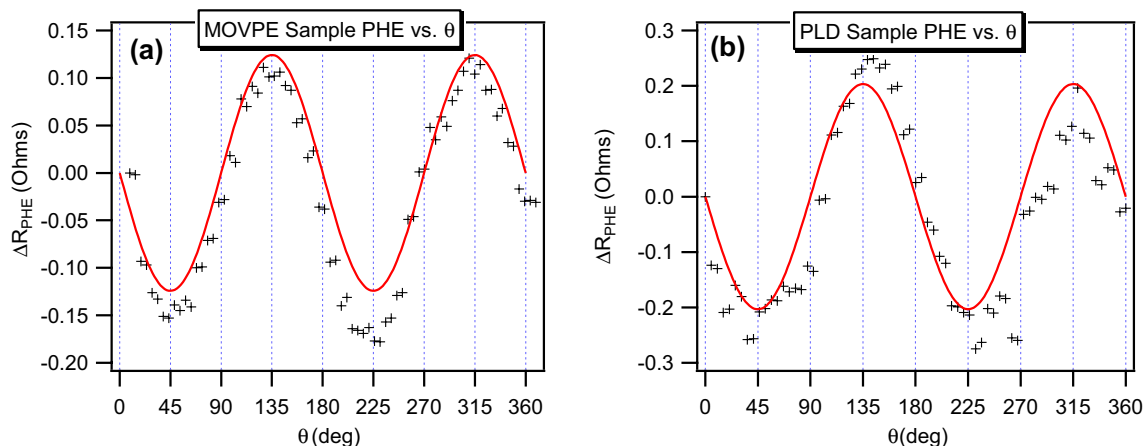 (a)
MOVPE Sample PHE vs. θ
0.15
0.10
0.05
0.00
-0.05
-0.10
-0.15
-0.20
ΔR_PHE (Ohms)
0 45 90 135 180 225 270 315 360
θ(deg)
(b)
PLD Sample PHE vs. θ
0.3
0.2
0.1
0.0
-0.1
-0.2
-0.3
ΔR_PHE (Ohms)
0 45 90 135 180 225 270 315 360
θ(deg)